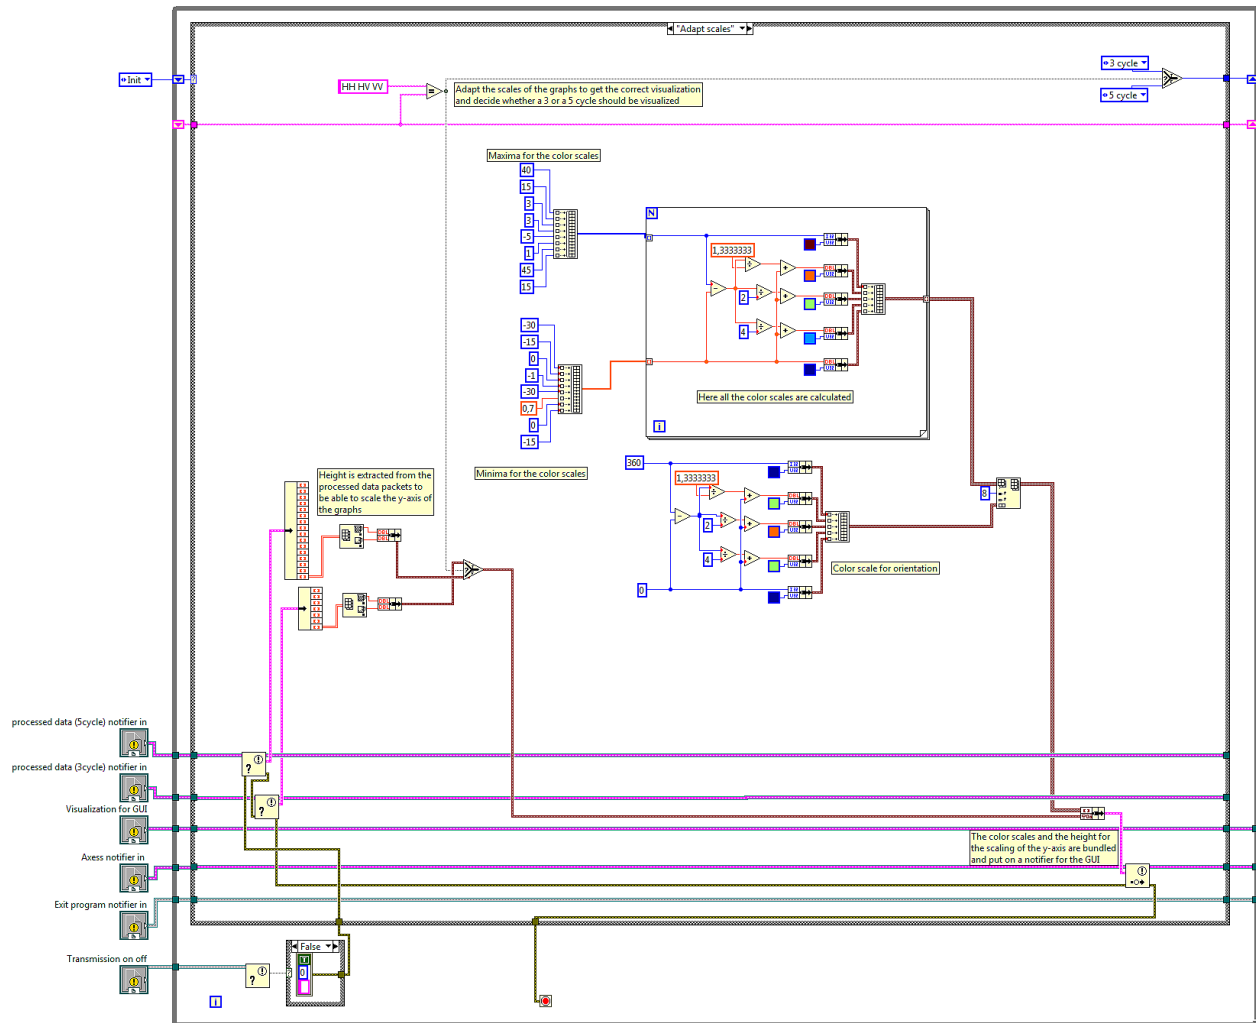 "Adapt scales"
Init
HH HV VV
Adapt the scales of the graphs to get the correct visualization
and decide whether a 3 or a 5 cycle should be visualized
3 cycle
5 cycle
Maxima for the color scales
40
15
3
3
-5
1
45
15
N
1,3333333
2
4
Here all the color scales are calculated
i
-30
-15
0
-1
-30
0,7
0
-15
Minima for the color scales
360
1,3333333
2
4
0
Color scale for orientation
8
Height is extracted from the
processed data packets to
be able to scale the y-axis of
the graphs
processed data (5cycle) notifier in
processed data (3cycle) notifier in
Visualization for GUI
Axess notifier in
Exit program notifier in
Transmission on off
The color scales and the height for
the scaling of the y-axis are bundled
and put on a notifier for the GUI
False
T
0
i